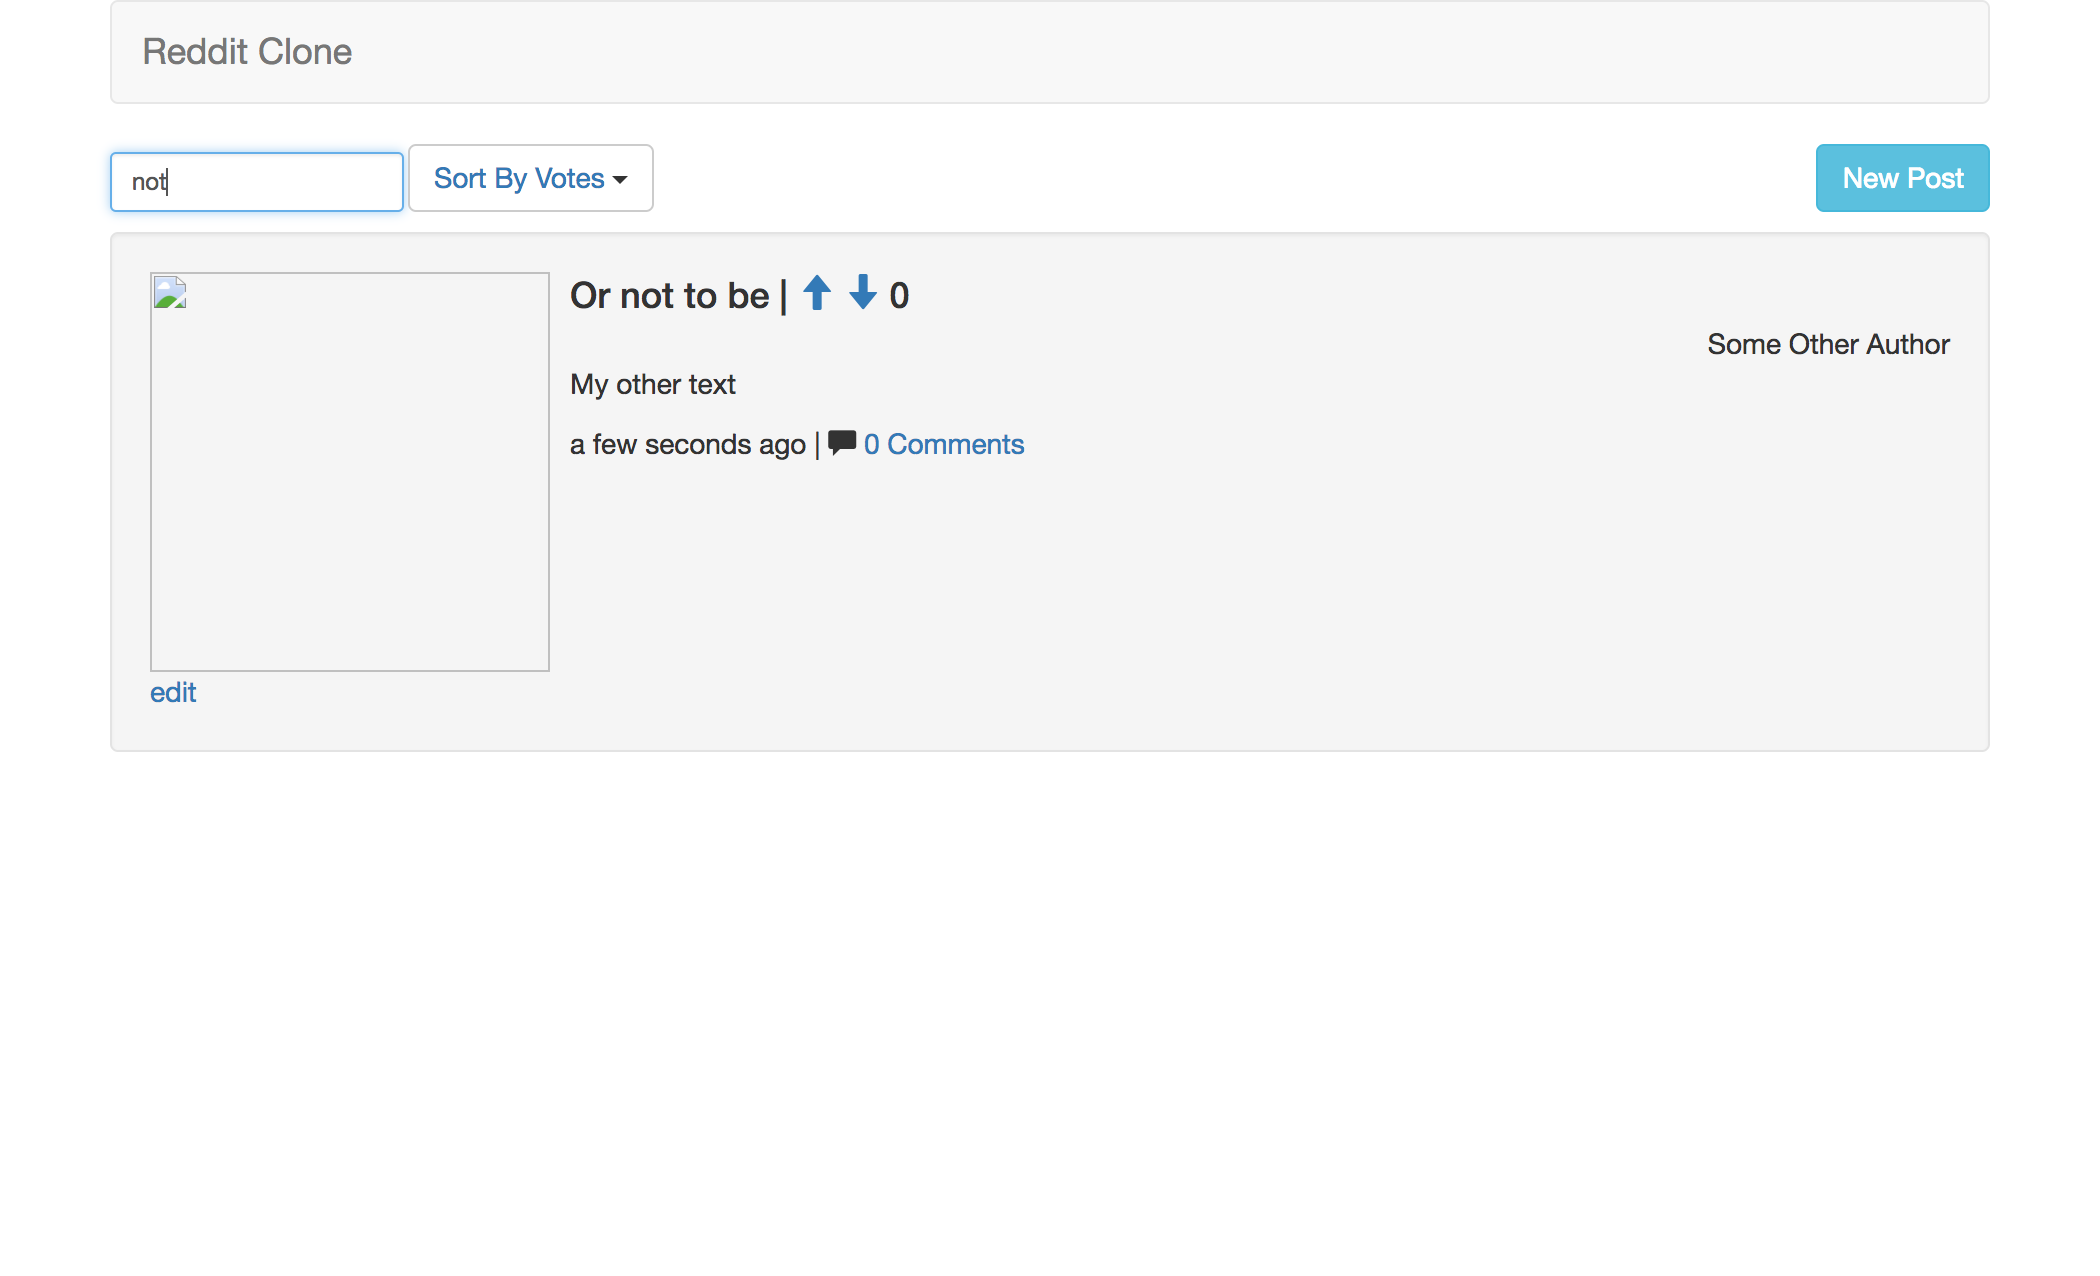 Reddit Clone
not
Sort By Votes
New Post
Or not to be | 0
Some Other Author
My other text
a few seconds ago | 0 Comments
edit